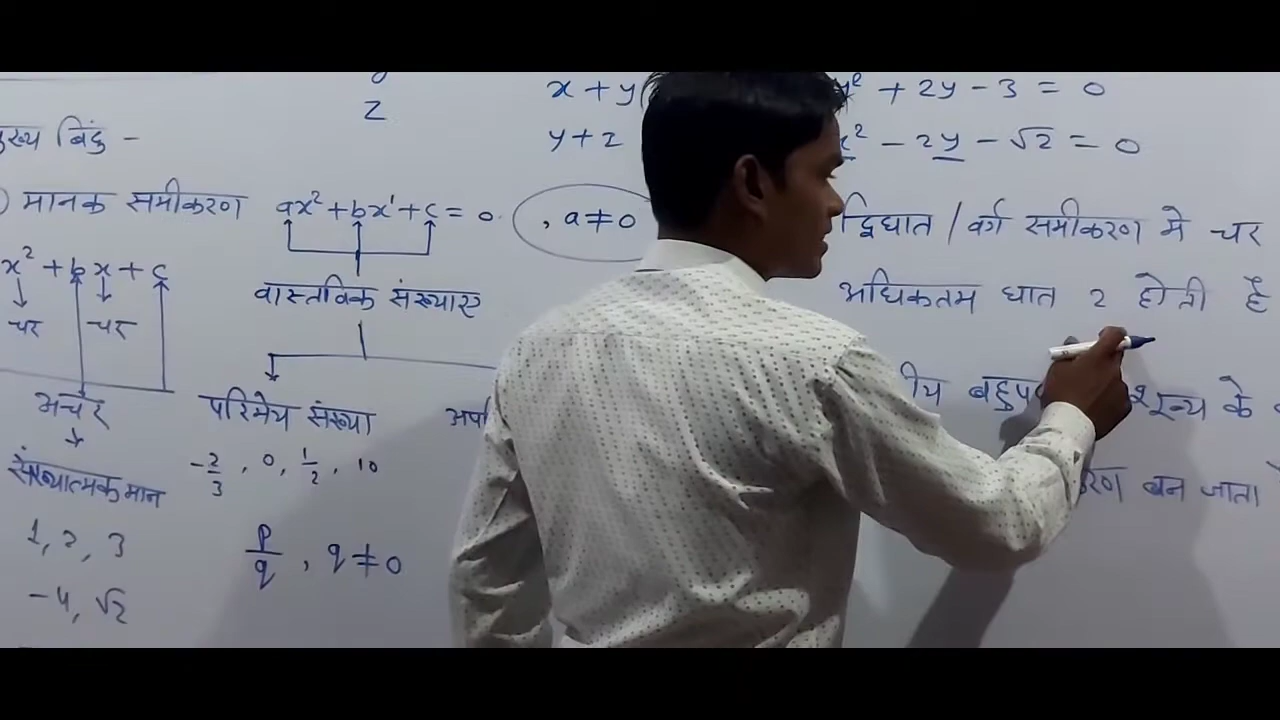 y
z
x + y
y + z
y² + 2y - 3 = 0
x² - 2y - √2 = 0
बिंदु -
मानक समीकरण ax² + bx¹ + c = 0, a ≠ 0
x² + bx + c
चर चर
अचर
संख्यात्मक मान
1, 2, 3
-4, √2
वास्तविक संख्याए
परिमेय संख्या
-2/3, 0, 1/2, 10
p/q, q ≠ 0
द्विघात / वर्ग समीकरण मे चर
अधिकतम घात 2 होती है
शून्य के
बन जाता